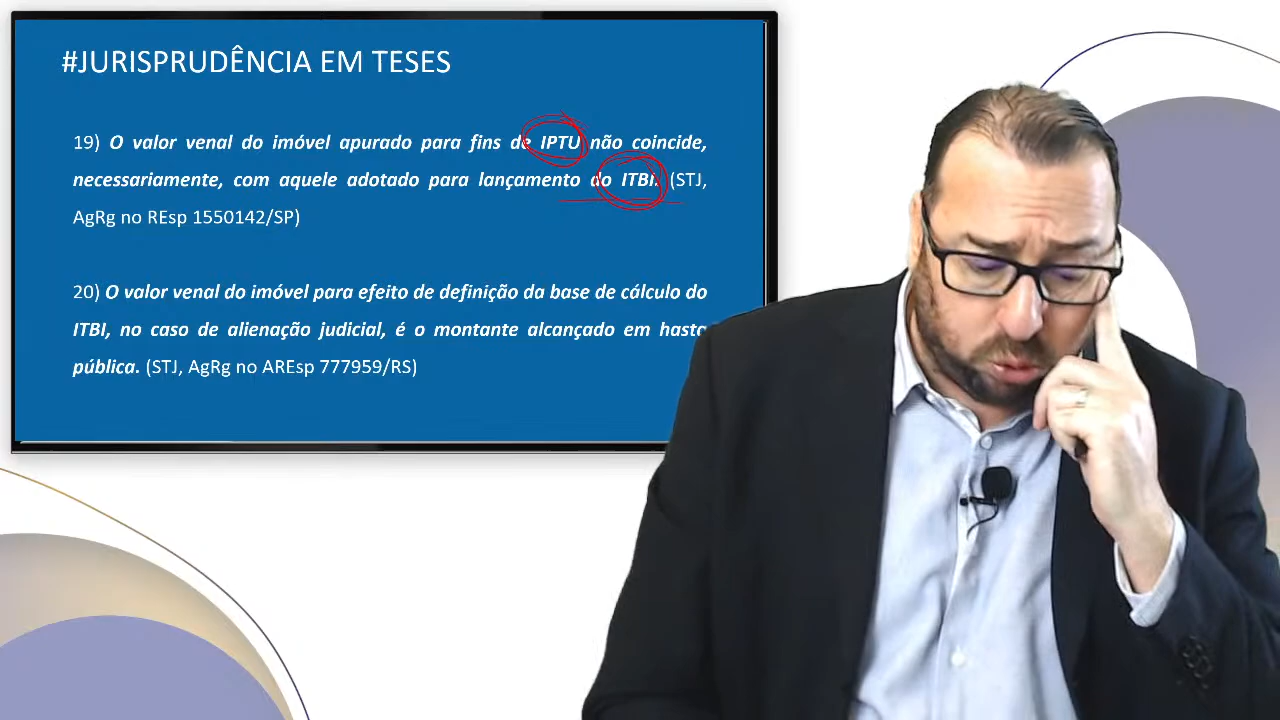 #JURISPRUDÊNCIA EM TESES
19) O valor venal do imóvel apurado para fins de IPTU não coincide,
necessariamente, com aquele adotado para lançamento do ITBI. (STJ,
AgRg no REsp 1550142/SP)
20) O valor venal do imóvel para efeito de definição da base de cálculo do
ITBI, no caso de alienação judicial, é o montante alcançado em hasta
pública. (STJ, AgRg no AREsp 777959/RS)